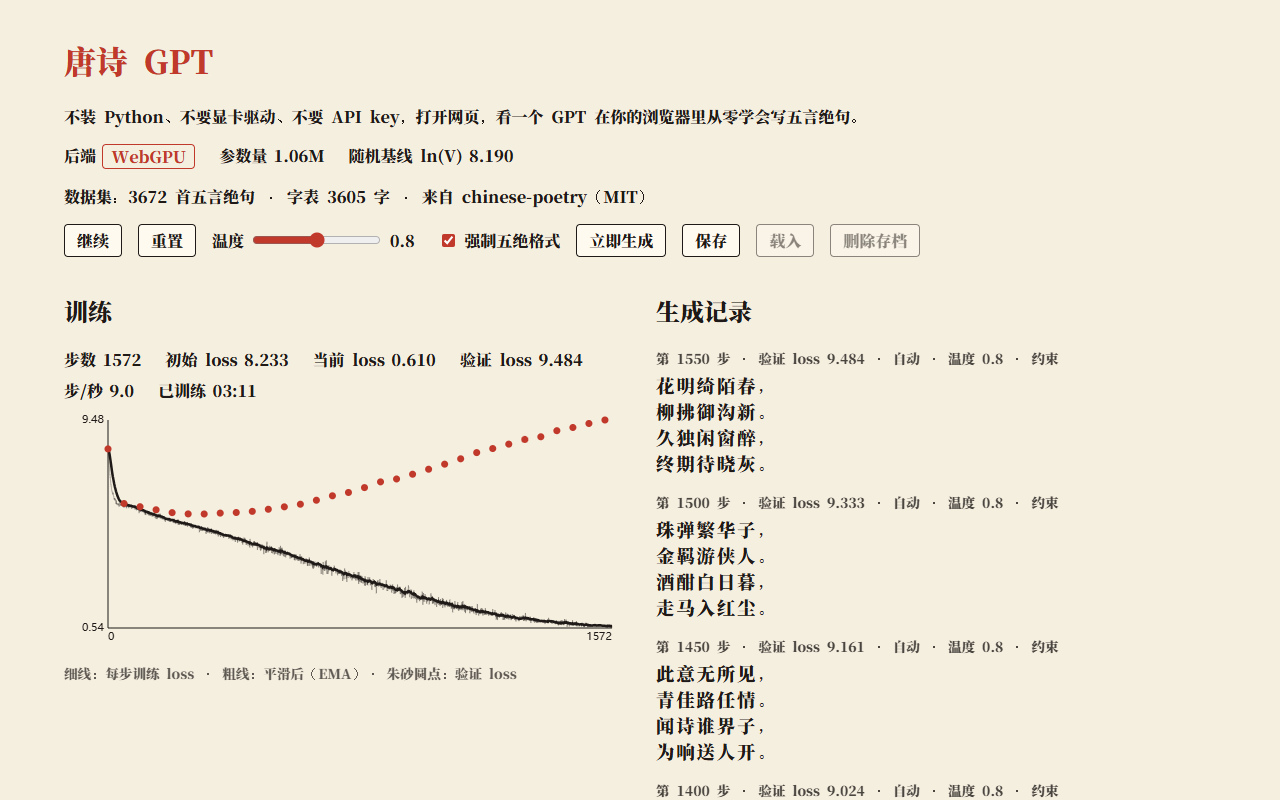 唐诗 GPT
不装 Python、不要显卡驱动、不要 API key，打开网页，看一个 GPT 在你的浏览器里从零学会写五言绝句。
后端 WebGPU 参数量 1.06M 随机基线 ln(V) 8.190
数据集：3672 首五言绝句 · 字表 3605 字 · 来自 chinese-poetry（MIT）
继续 重置 温度 0.8 强制五绝格式 立即生成 保存 载入 删除存档
训练
步数 1572 初始 loss 8.233 当前 loss 0.610 验证 loss 9.484
步/秒 9.0 已训练 03:11
9.48
0.54
0 1572
细线：每步训练 loss · 粗线：平滑后（EMA） · 朱砂圆点：验证 loss
生成记录
第 1550 步 · 验证 loss 9.484 · 自动 · 温度 0.8 · 约束
花明绮陌春，
柳拂御沟新。
久独闲窗醉，
终期待晓灰。
第 1500 步 · 验证 loss 9.333 · 自动 · 温度 0.8 · 约束
珠弹繁华子，
金羁游侠人。
酒酣白日暮，
走马入红尘。
第 1450 步 · 验证 loss 9.161 · 自动 · 温度 0.8 · 约束
此意无所见，
青佳路任情。
闻诗谁界子，
为响送人开。
第 1400 步 · 验证 loss 9.024 · 自动 · 温度 0.8 · 约束